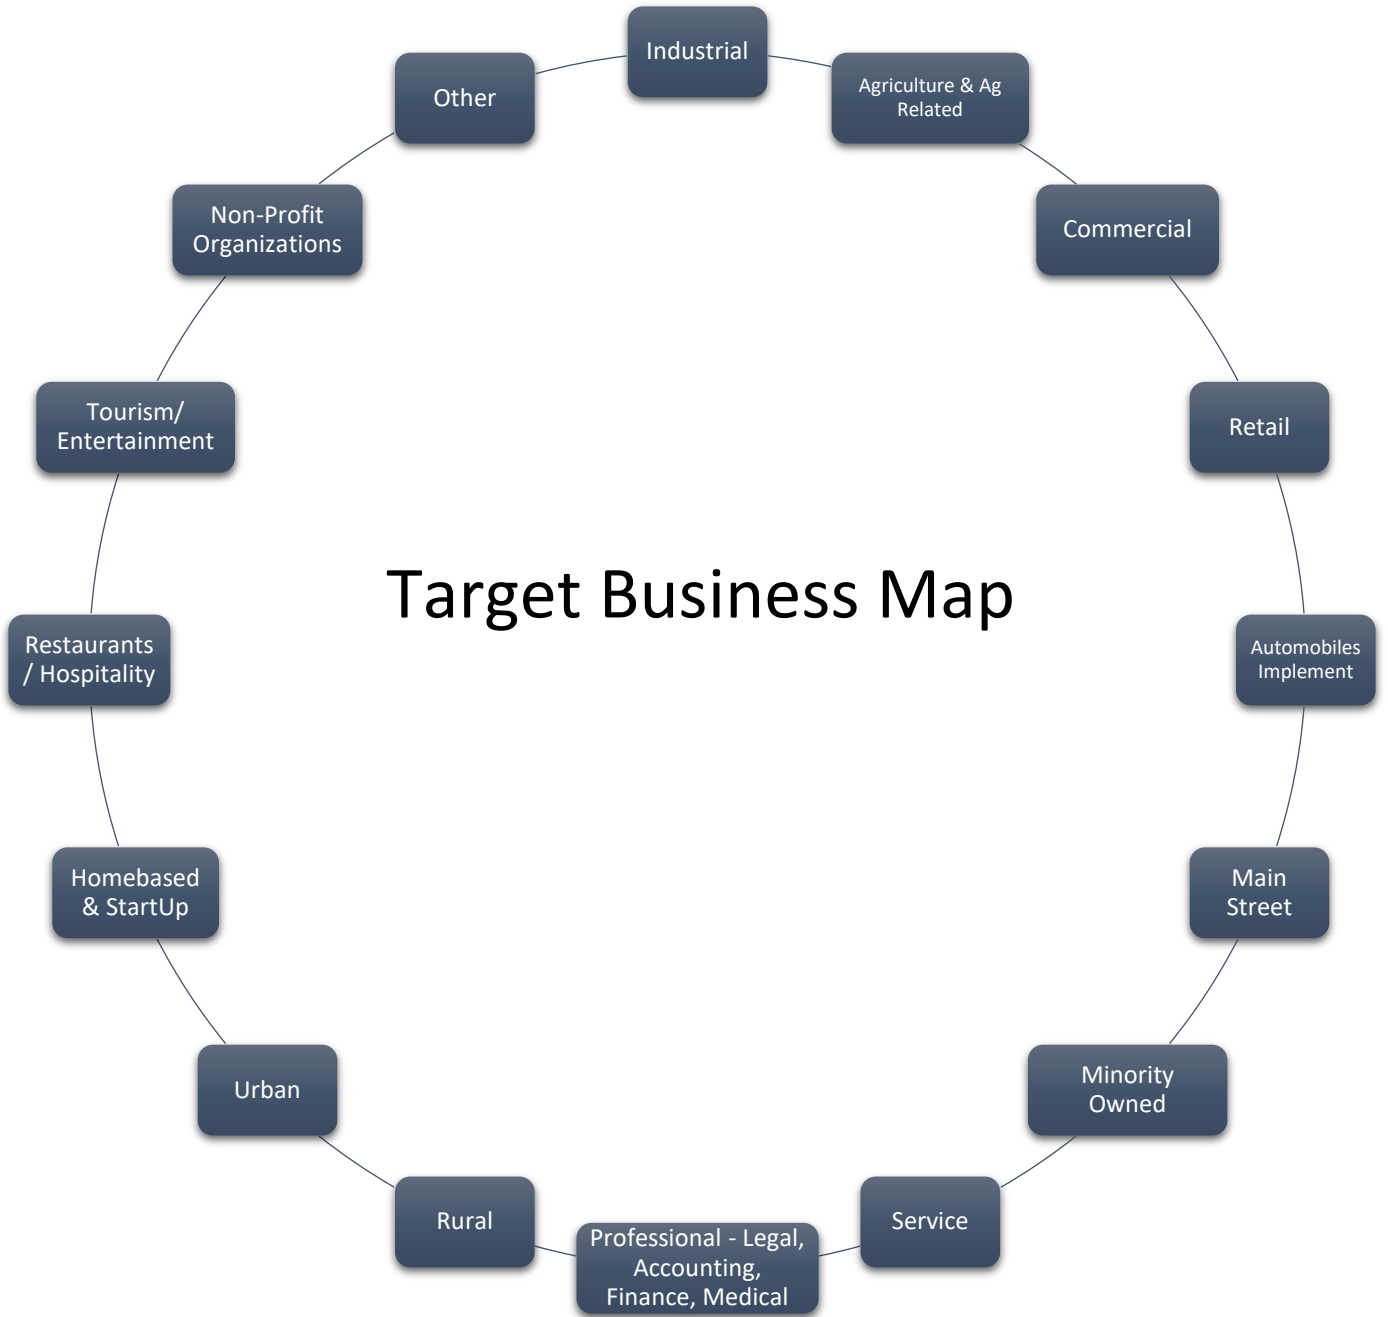 Industrial
Agriculture & Ag
Related
Commercial
Retail
Automobiles
Implement
Main
Street
Minority
Owned
Service
Professional - Legal,
Accounting,
Finance, Medical
Rural
Urban
Homebased
& StartUp
Restaurants
/ Hospitality
Tourism/
Entertainment
Non-Profit
Organizations
Other
Target Business Map